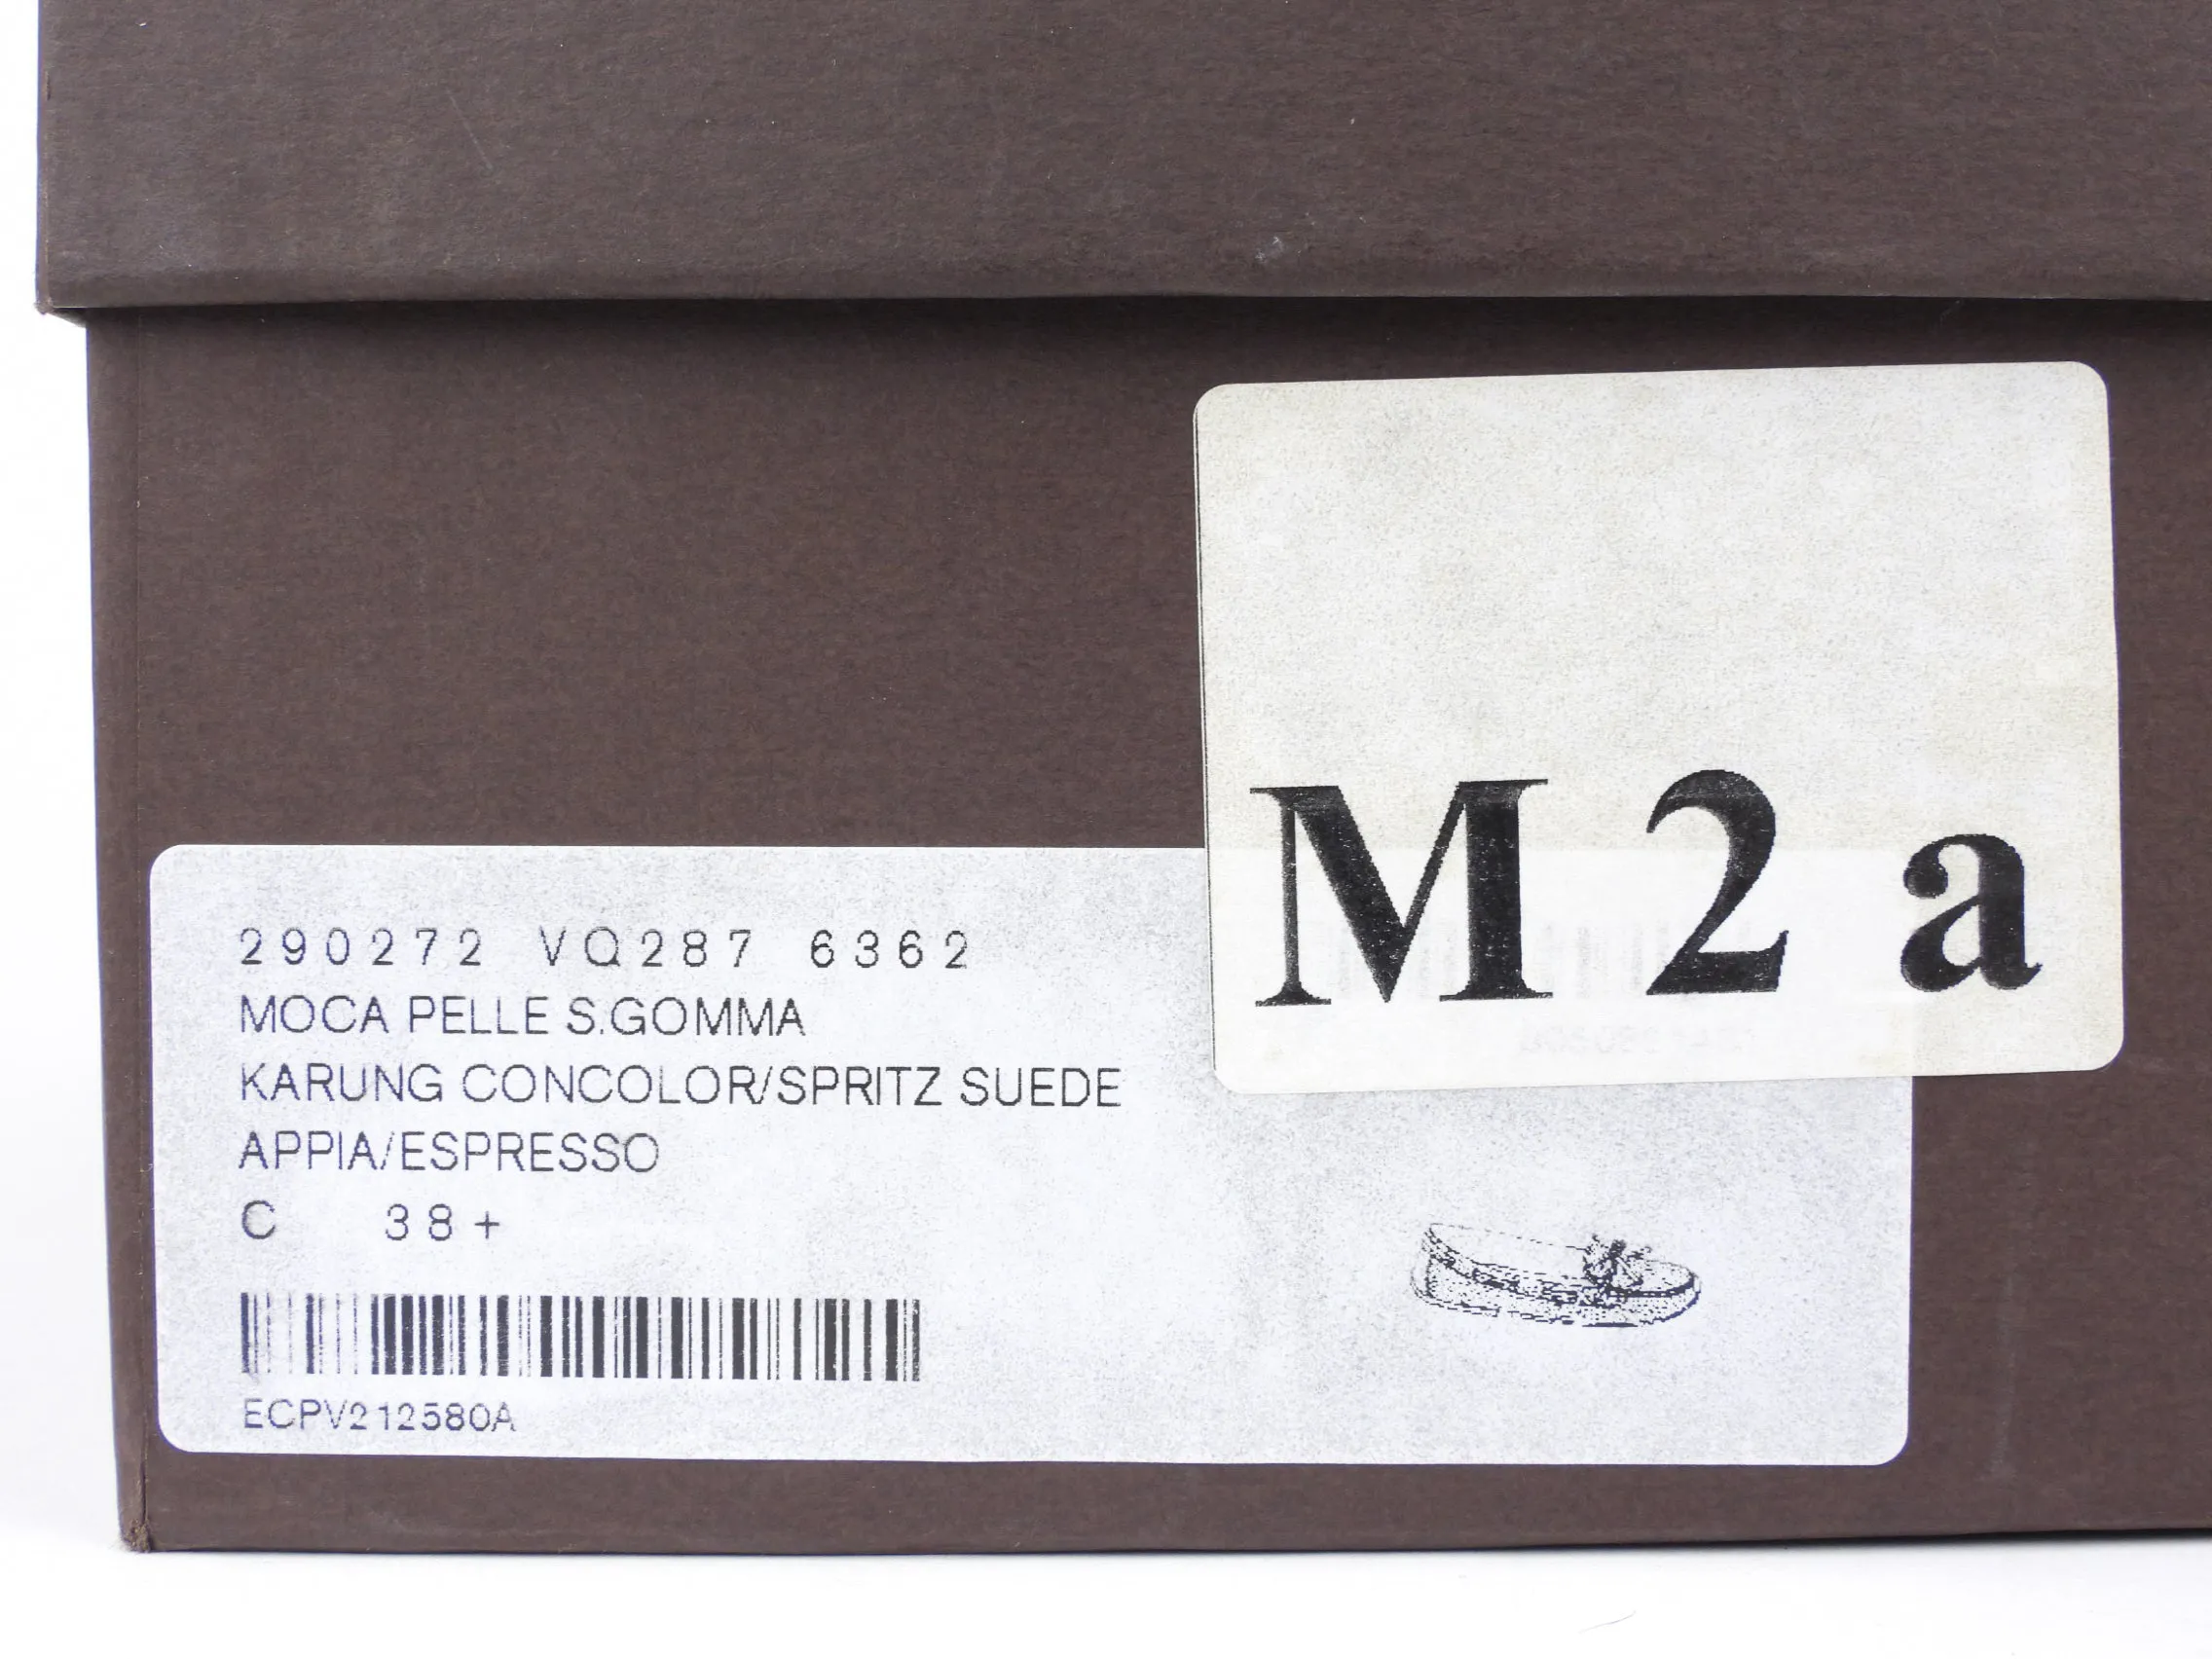 M 2 a
290272 VQ287 6362
MOCA PELLE S.GOMMA
KARUNG CONCOLOR/SPRITZ SUEDE
APPIA/ESPRESSO
C 38+
ECPV212580A